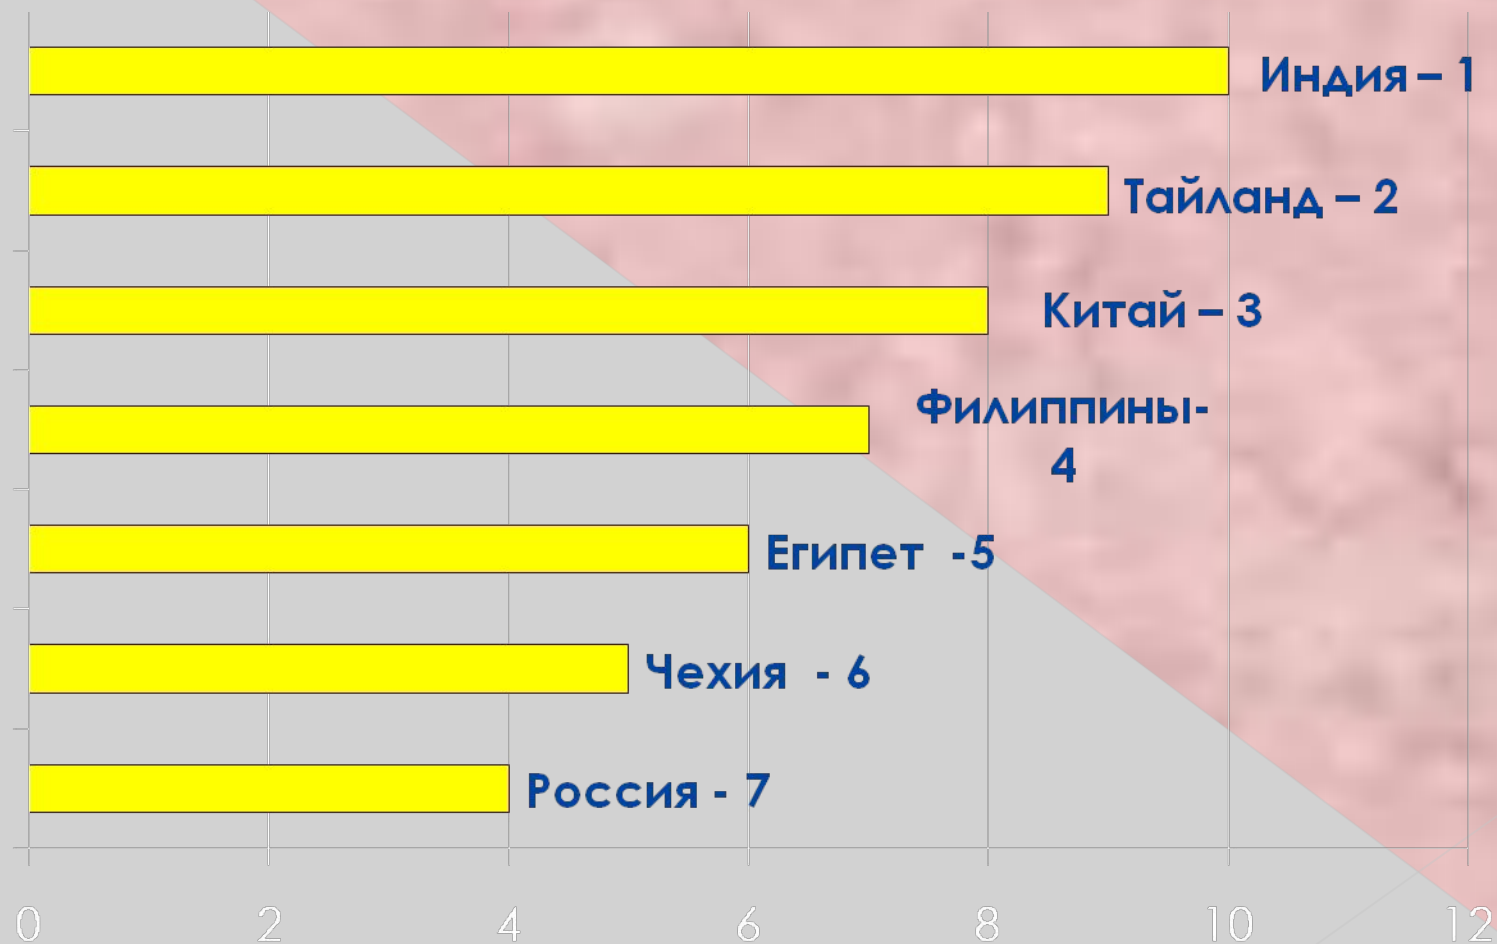 Индия – 1
Тайланд – 2
Китай – 3
Филиппины-
4
Египет -5
Чехия - 6
Россия - 7
0 2 4 6 8 10 12